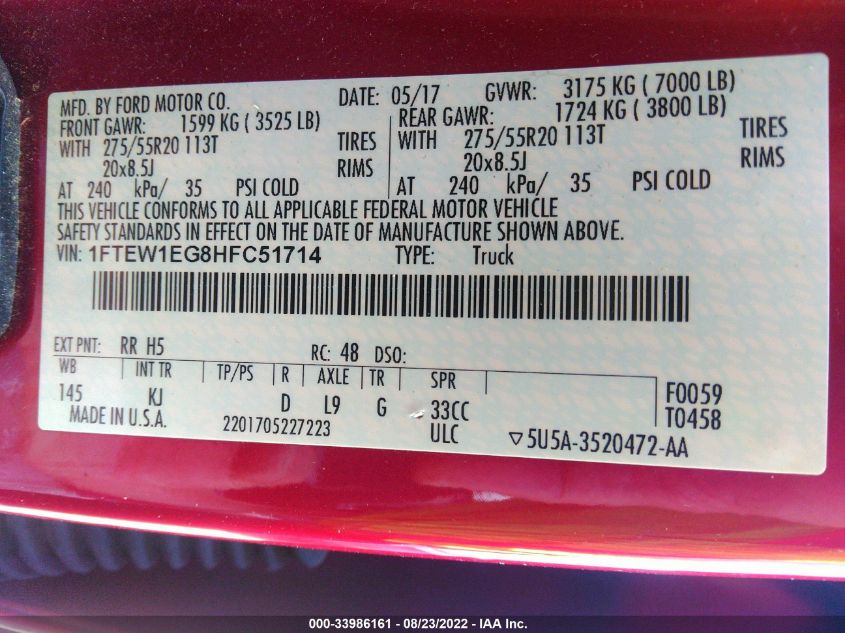 MFD. BY FORD MOTOR CO. DATE: 05/17 GVWR: 3175 KG ( 7000 LB)
FRONT GAWR: 1599 KG ( 3525 LB) REAR GAWR: 1724 KG ( 3800 LB)
WITH 275/55R20 113T TIRES WITH 275/55R20 113T TIRES
20x8.5J RIMS 20x8.5J RIMS
AT 240 kPa/ 35 PSI COLD AT 240 kPa/ 35 PSI COLD
THIS VEHICLE CONFORMS TO ALL APPLICABLE FEDERAL MOTOR VEHICLE
SAFETY STANDARDS IN EFFECT ON THE DATE OF MANUFACTURE SHOWN ABOVE.
VIN: 1FTEW1EG8HFC51714 TYPE: Truck
EXT PNT: RR H5 RC: 48 DSO:
WB INT TR TP/PS R AXLE TR SPR F0059
145 KJ D L9 G 33CC T0458
MADE IN U.S.A. 2201705227223 ULC ▽5U5A-3520472-AA
000-33986161 - 08/23/2022 - IAA Inc.